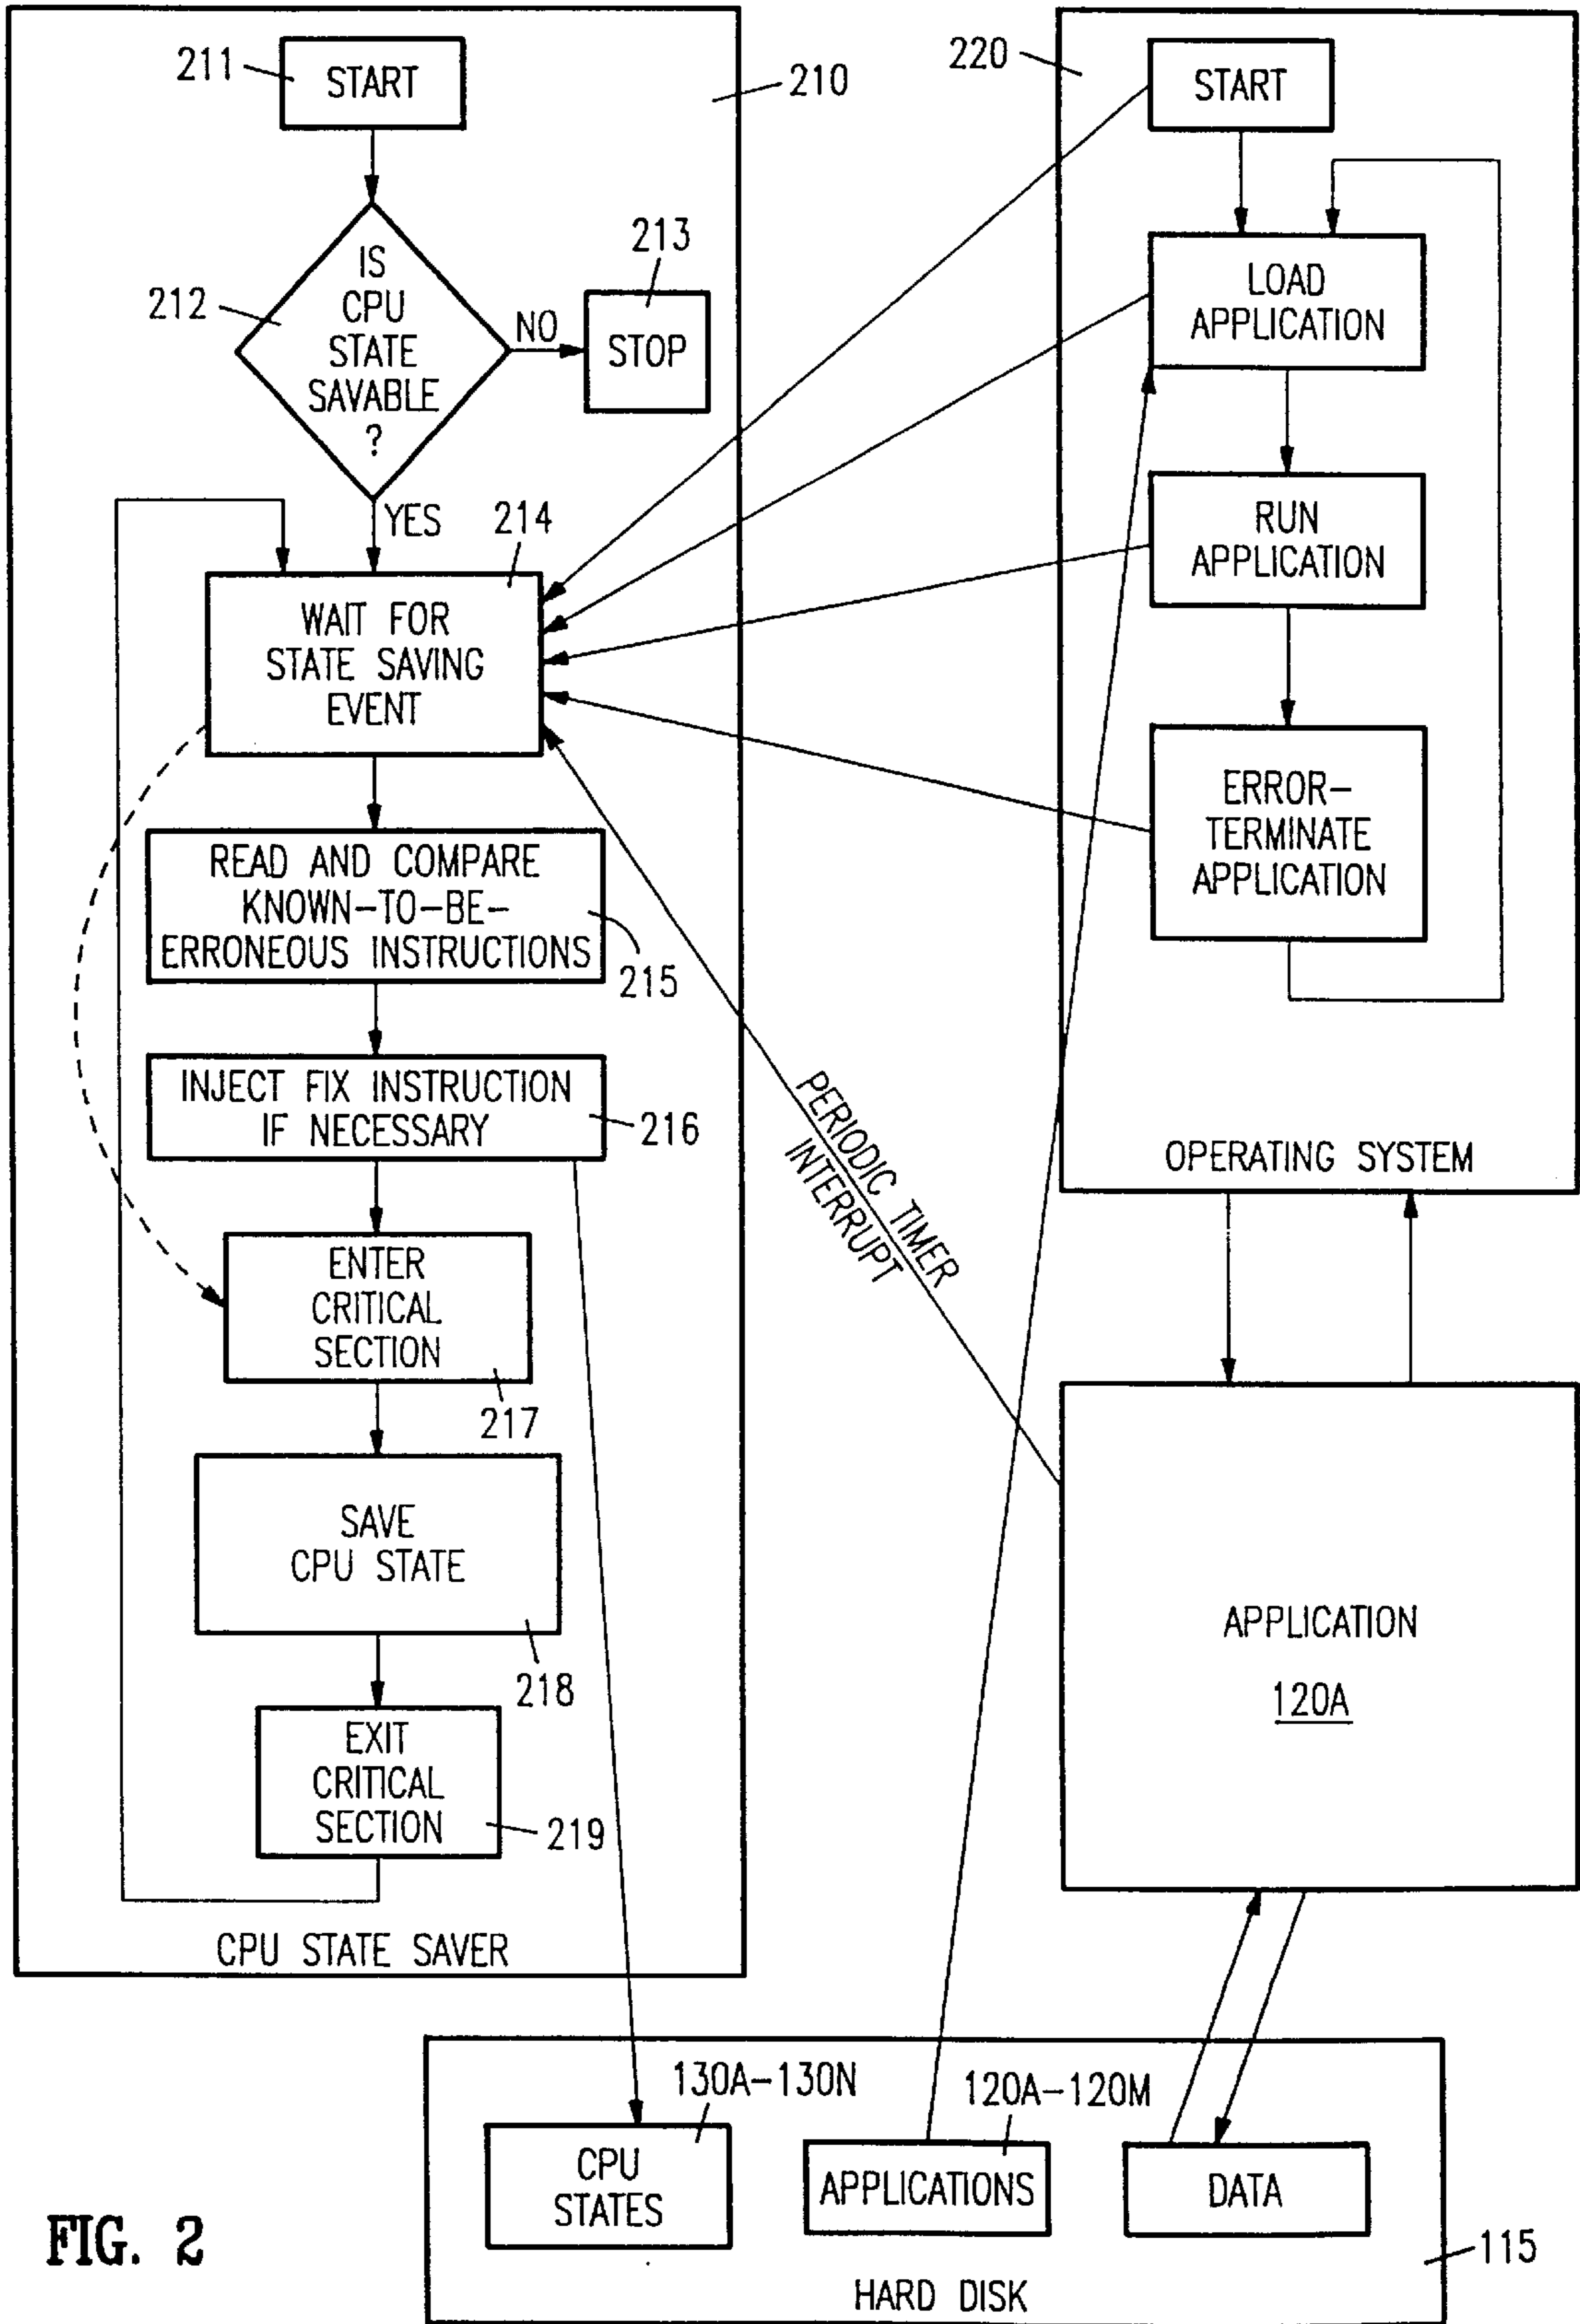 211
START
210
212
IS
CPU
STATE
SAVABLE
?
NO
213
STOP
YES
214
WAIT FOR
STATE SAVING
EVENT
READ AND COMPARE
KNOWN-TO-BE-
ERRONEOUS INSTRUCTIONS
215
INJECT FIX INSTRUCTION
IF NECESSARY
216
ENTER
CRITICAL
SECTION
217
SAVE
CPU STATE
218
EXIT
CRITICAL
SECTION
219
CPU STATE SAVER
220
START
LOAD
APPLICATION
RUN
APPLICATION
ERROR-
TERMINATE
APPLICATION
OPERATING SYSTEM
PERIODIC TIMER
INTERRUPT
APPLICATION
120A
130A-130N
CPU
STATES
120A-120M
APPLICATIONS
DATA
115
HARD DISK
FIG. 2